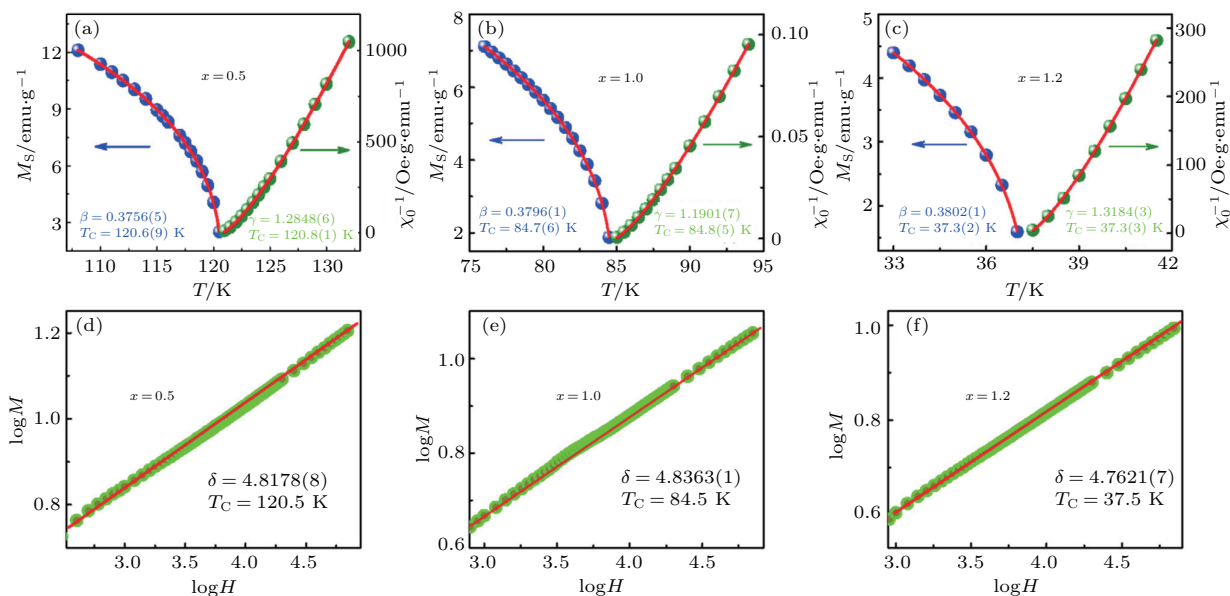 (a)
x = 0.5
M_S/emu·g⁻¹
12
9
6
3
χ₀⁻¹/Oe·g·emu⁻¹
1000
500
0
β = 0.3756(5)
T_C = 120.6(9) K
γ = 1.2848(6)
T_C = 120.8(1) K
110 115 120 125 130
T/K
(b)
x = 1.0
M_S/emu·g⁻¹
8
7
6
5
4
3
2
χ₀⁻¹/Oe·g·emu⁻¹
0.10
0.05
0
β = 0.3796(1)
T_C = 84.7(6) K
γ = 1.1901(7)
T_C = 84.8(5) K
75 80 85 90 95
T/K
(c)
x = 1.2
M_S/emu·g⁻¹
5
4
3
2
χ₀⁻¹/Oe·g·emu⁻¹
300
200
100
0
β = 0.3802(1)
T_C = 37.3(2) K
γ = 1.3184(3)
T_C = 37.3(3) K
33 36 39 42
T/K
(d)
x = 0.5
logM
1.2
1.0
0.8
δ = 4.8178(8)
T_C = 120.5 K
3.0 3.5 4.0 4.5
logH
(e)
x = 1.0
logM
1.0
0.8
0.6
δ = 4.8363(1)
T_C = 84.5 K
3.0 3.5 4.0 4.5
logH
(f)
x = 1.2
logM
1.0
0.8
0.6
δ = 4.7621(7)
T_C = 37.5 K
3.0 3.5 4.0 4.5
logH